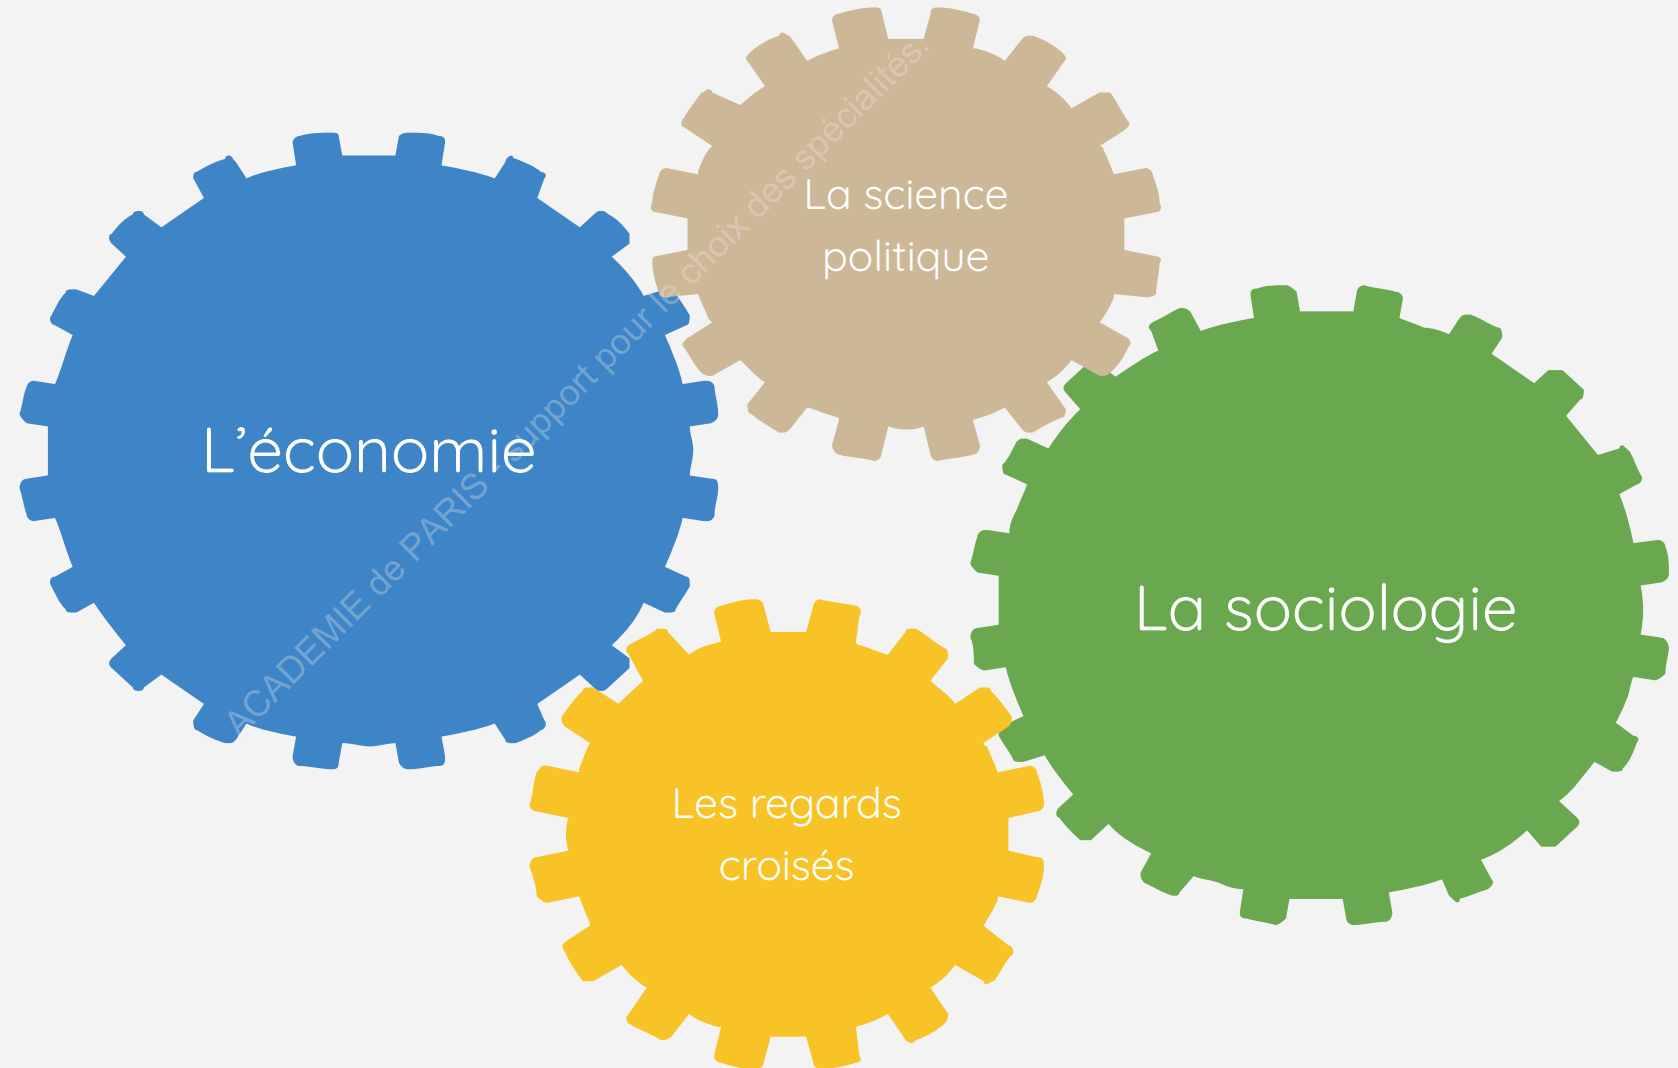 La science
politique
L'économie
La sociologie
Les regards
croisés
ACADEMIE de PARIS - Support pour le choix des spécialités.